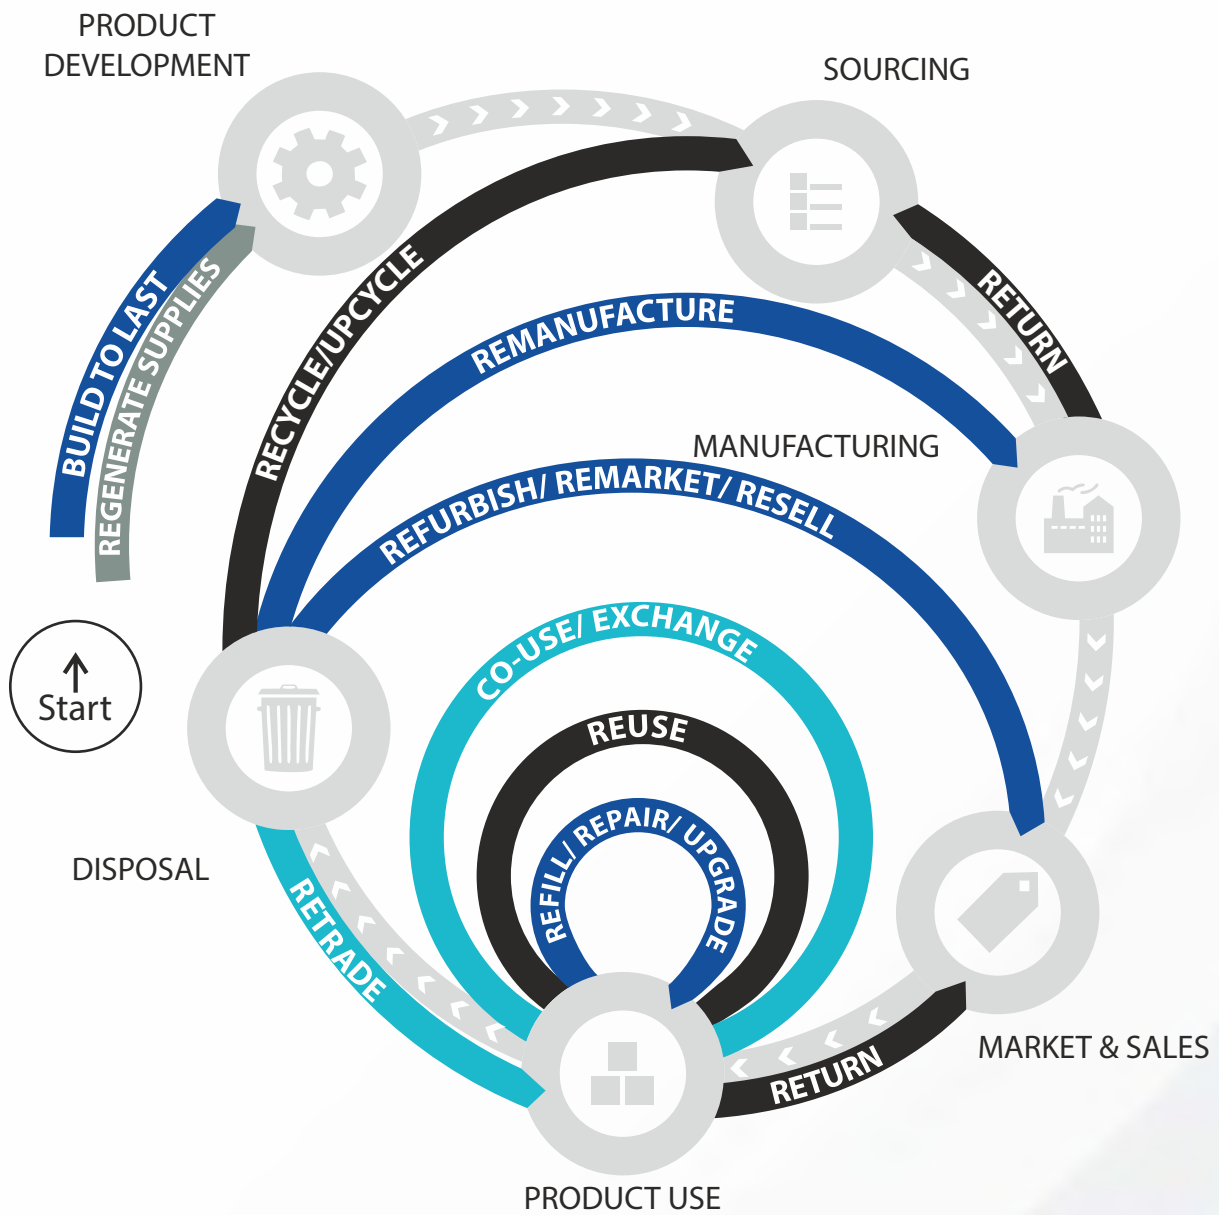 PRODUCT
DEVELOPMENT
SOURCING
BUILD TO LAST
REGENERATE SUPPLIES
RECYCLE/UPCYCLE
REMANUFACTURE
RETURN
MANUFACTURING
REFURBISH/ REMARKET/ RESELL
CO-USE/ EXCHANGE
REUSE
REFILL/ REPAIR/ UPGRADE
Start
DISPOSAL
RETRADE
RETURN
MARKET & SALES
PRODUCT USE